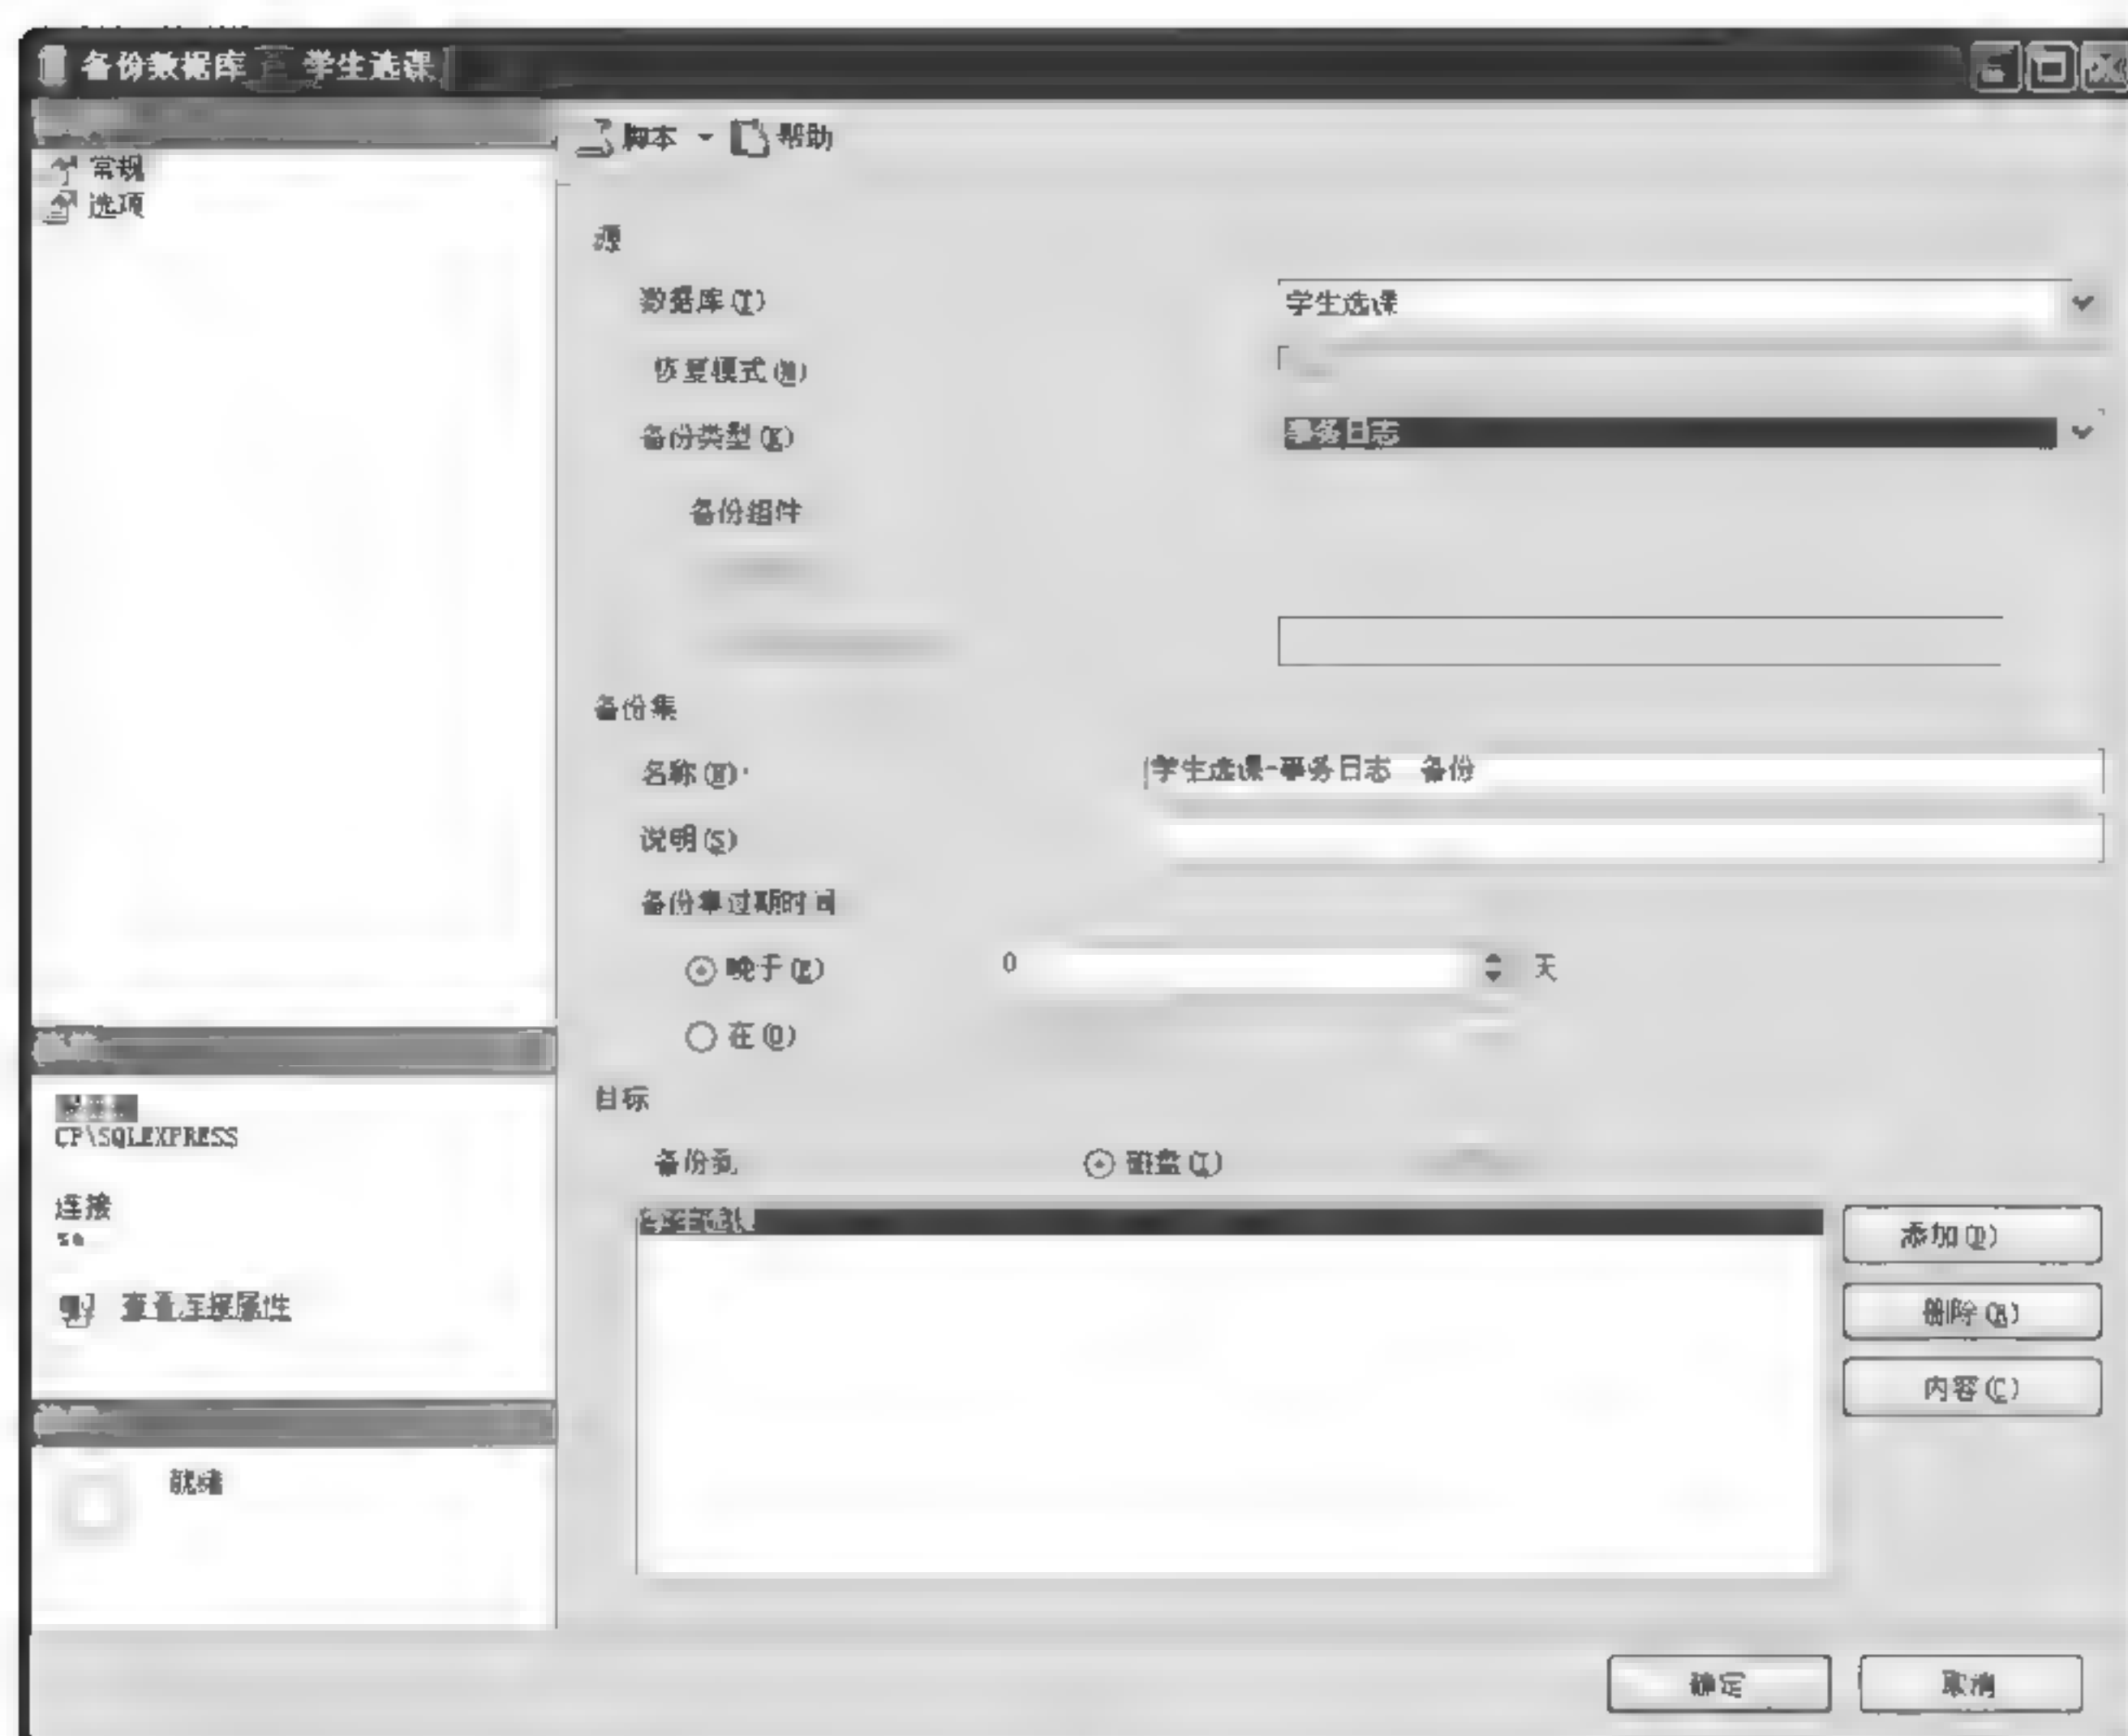 备份数据库 学生选课
脚本 帮助
常规
选项
源
数据库(T) 学生选课
恢复模式(M)
备份类型(K) 事务日志
备份组件
备份集
名称(N) 学生选课-事务日志 备份
说明(S)
备份集过期时间
晚于(E) 0 天
在(O)
目标
备份到 磁盘(I)
添加(D)
删除(R)
内容(C)
CP\SQLEXPRESS
连接
sa
查看连接属性
就绪
确定 取消